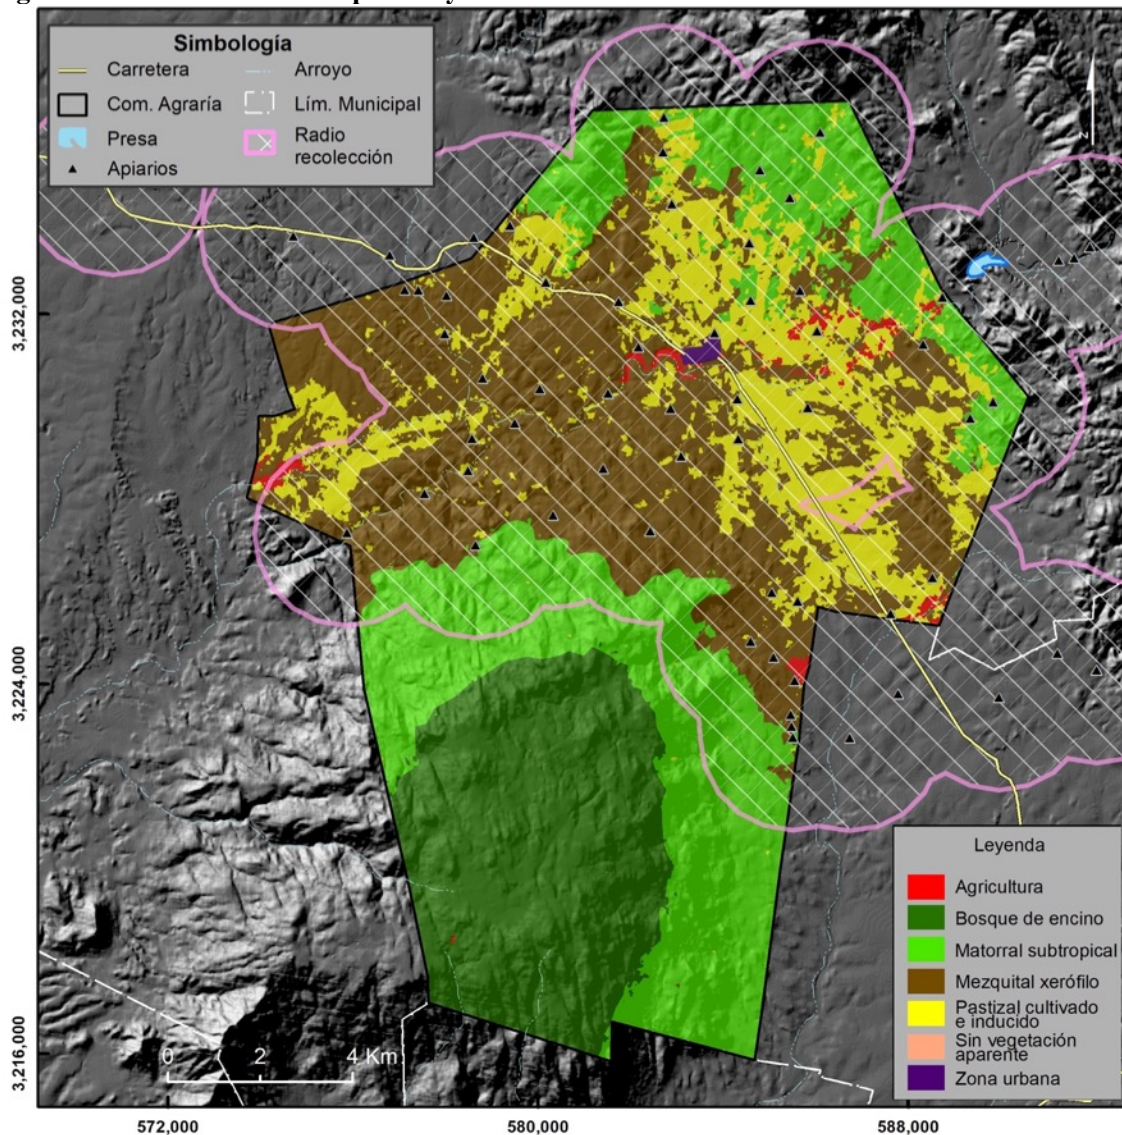 Simbología
Carretera
Arroyo
Com. Agraría
Lím. Municipal
Presa
Radio
recolección
Apiarios
N
3,232,000
3,224,000
3,216,000
Leyenda
Agricultura
Bosque de encino
Matorral subtropical
Mezquital xerófilo
Pastizal cultivado
e inducido
Sin vegetación
aparente
Zona urbana
0 2 4 Km
572,000 580,000 588,000